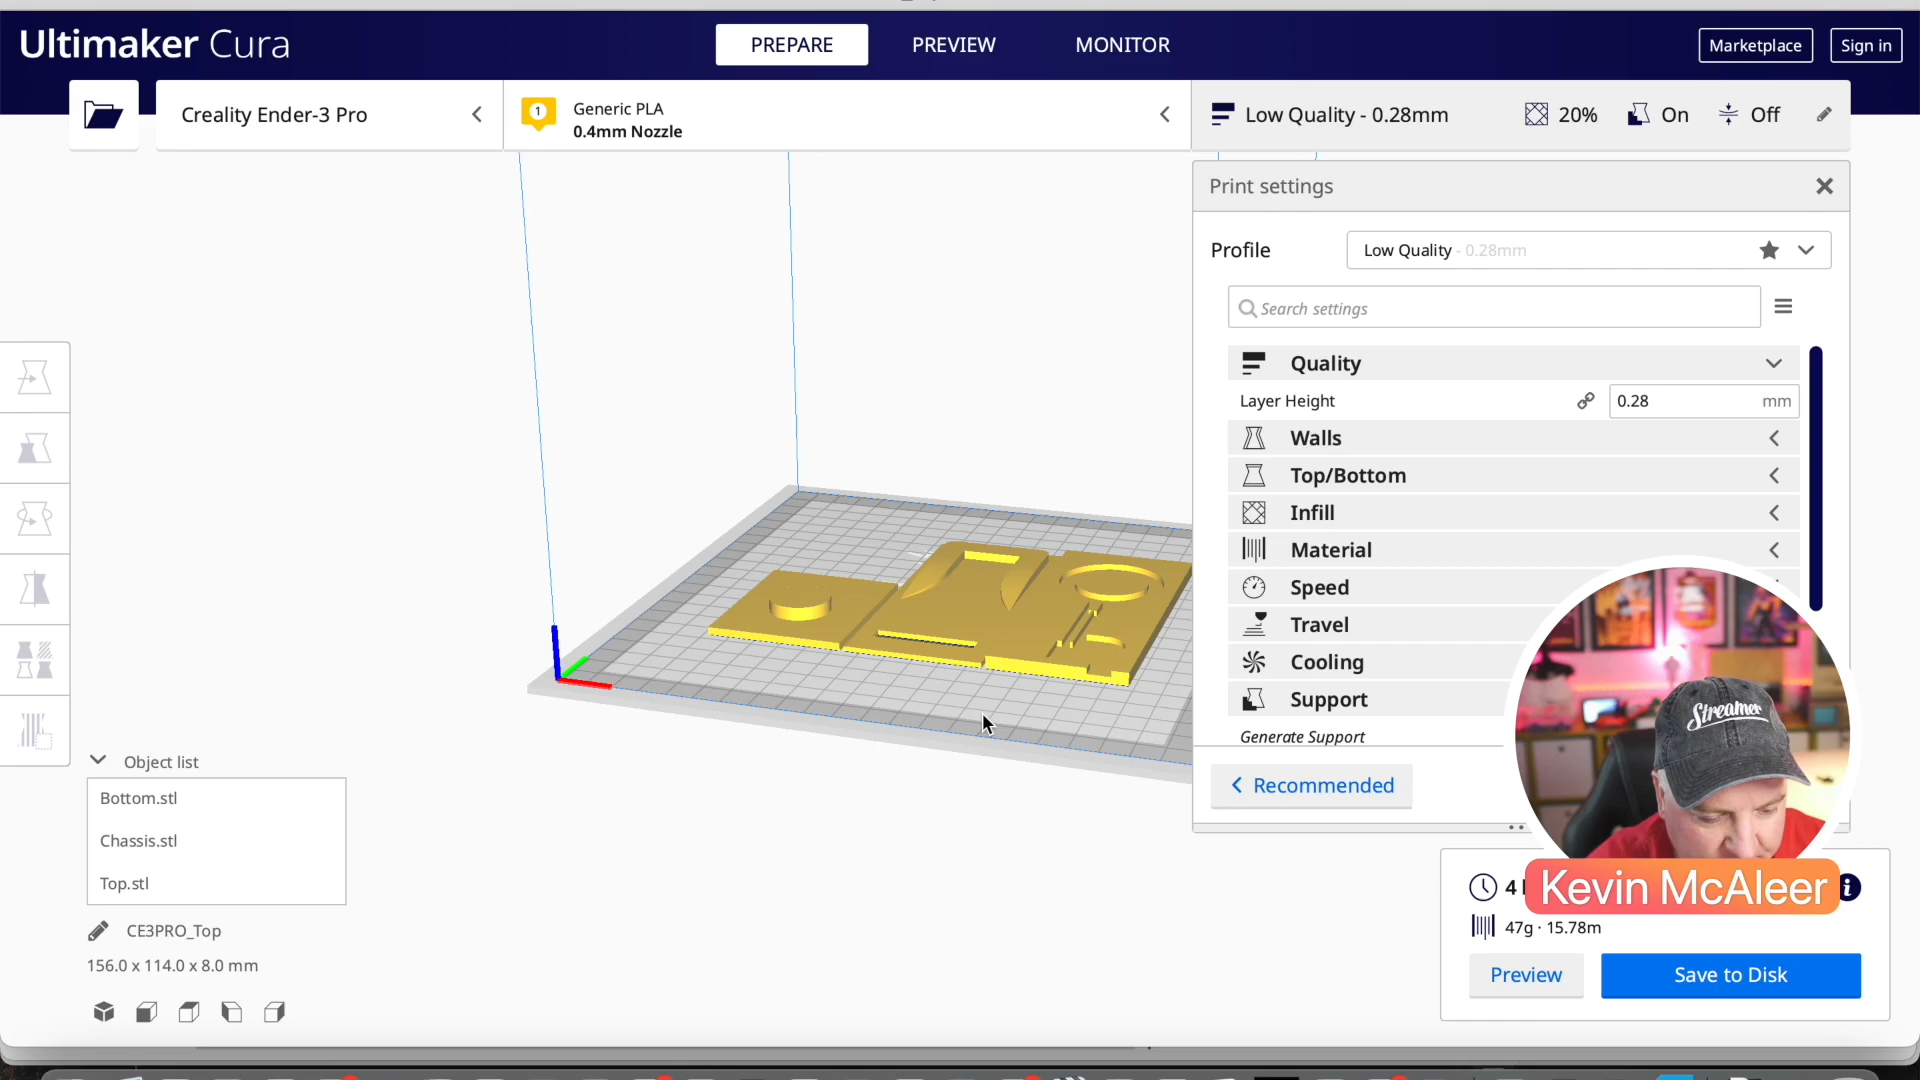 Ultimaker Cura
PREPARE
PREVIEW
MONITOR
Marketplace
Sign in
Creality Ender-3 Pro
1
Generic PLA
0.4mm Nozzle
Low Quality - 0.28mm
20%
On
Off
Print settings
Profile
Low Quality - 0.28mm
Search settings
Quality
Layer Height
0.28
mm
Walls
Top/Bottom
Infill
Material
Speed
Travel
Cooling
Support
Generate Support
Recommended
Streamer
Object list
Bottom.stl
Chassis.stl
Top.stl
CE3PRO_Top
156.0 x 114.0 x 8.0 mm
4
Kevin McAleer
47g · 15.78m
Preview
Save to Disk